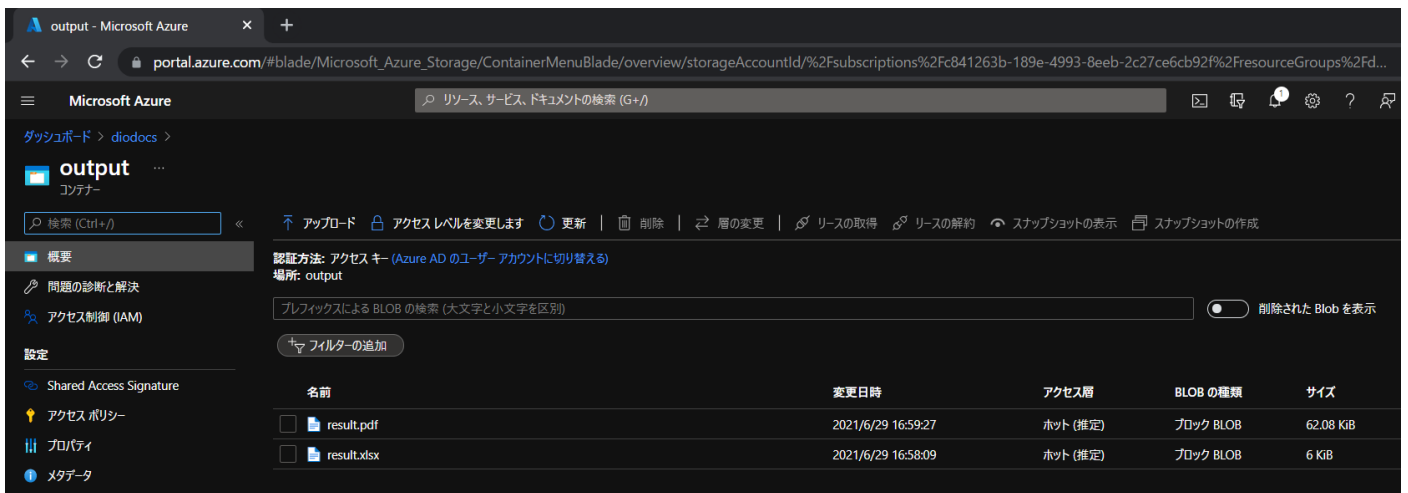 output - Microsoft Azure
portal.azure.com/#blade/Microsoft_Azure_Storage/ContainerMenuBlade/overview/storageAccountId/%2Fsubscriptions%2Fc841263b-189e-4993-8eeb-2c27ce6cb92f%2FresourceGroups%2Fd...
Microsoft Azure
リソース、サービス、ドキュメントの検索 (G+/)
1
ダッシュボード > diodocs >
output ...
コンテナー
検索 (Ctrl+/)
«
アップロード アクセス レベルを変更します 更新 | 削除 | 層の変更 | リースの取得 リースの解約 スナップショットの表示 スナップショットの作成
概要
問題の診断と解決
アクセス制御 (IAM)
設定
Shared Access Signature
アクセス ポリシー
プロパティ
メタデータ
認証方法: アクセス キー (Azure AD のユーザー アカウントに切り替える)
場所: output
プレフィックスによる BLOB の検索 (大文字と小文字を区別)
削除された Blob を表示
フィルターの追加
名前 変更日時 アクセス層 BLOB の種類 サイズ
result.pdf 2021/6/29 16:59:27 ホット (推定) ブロック BLOB 62.08 KiB
result.xlsx 2021/6/29 16:58:09 ホット (推定) ブロック BLOB 6 KiB